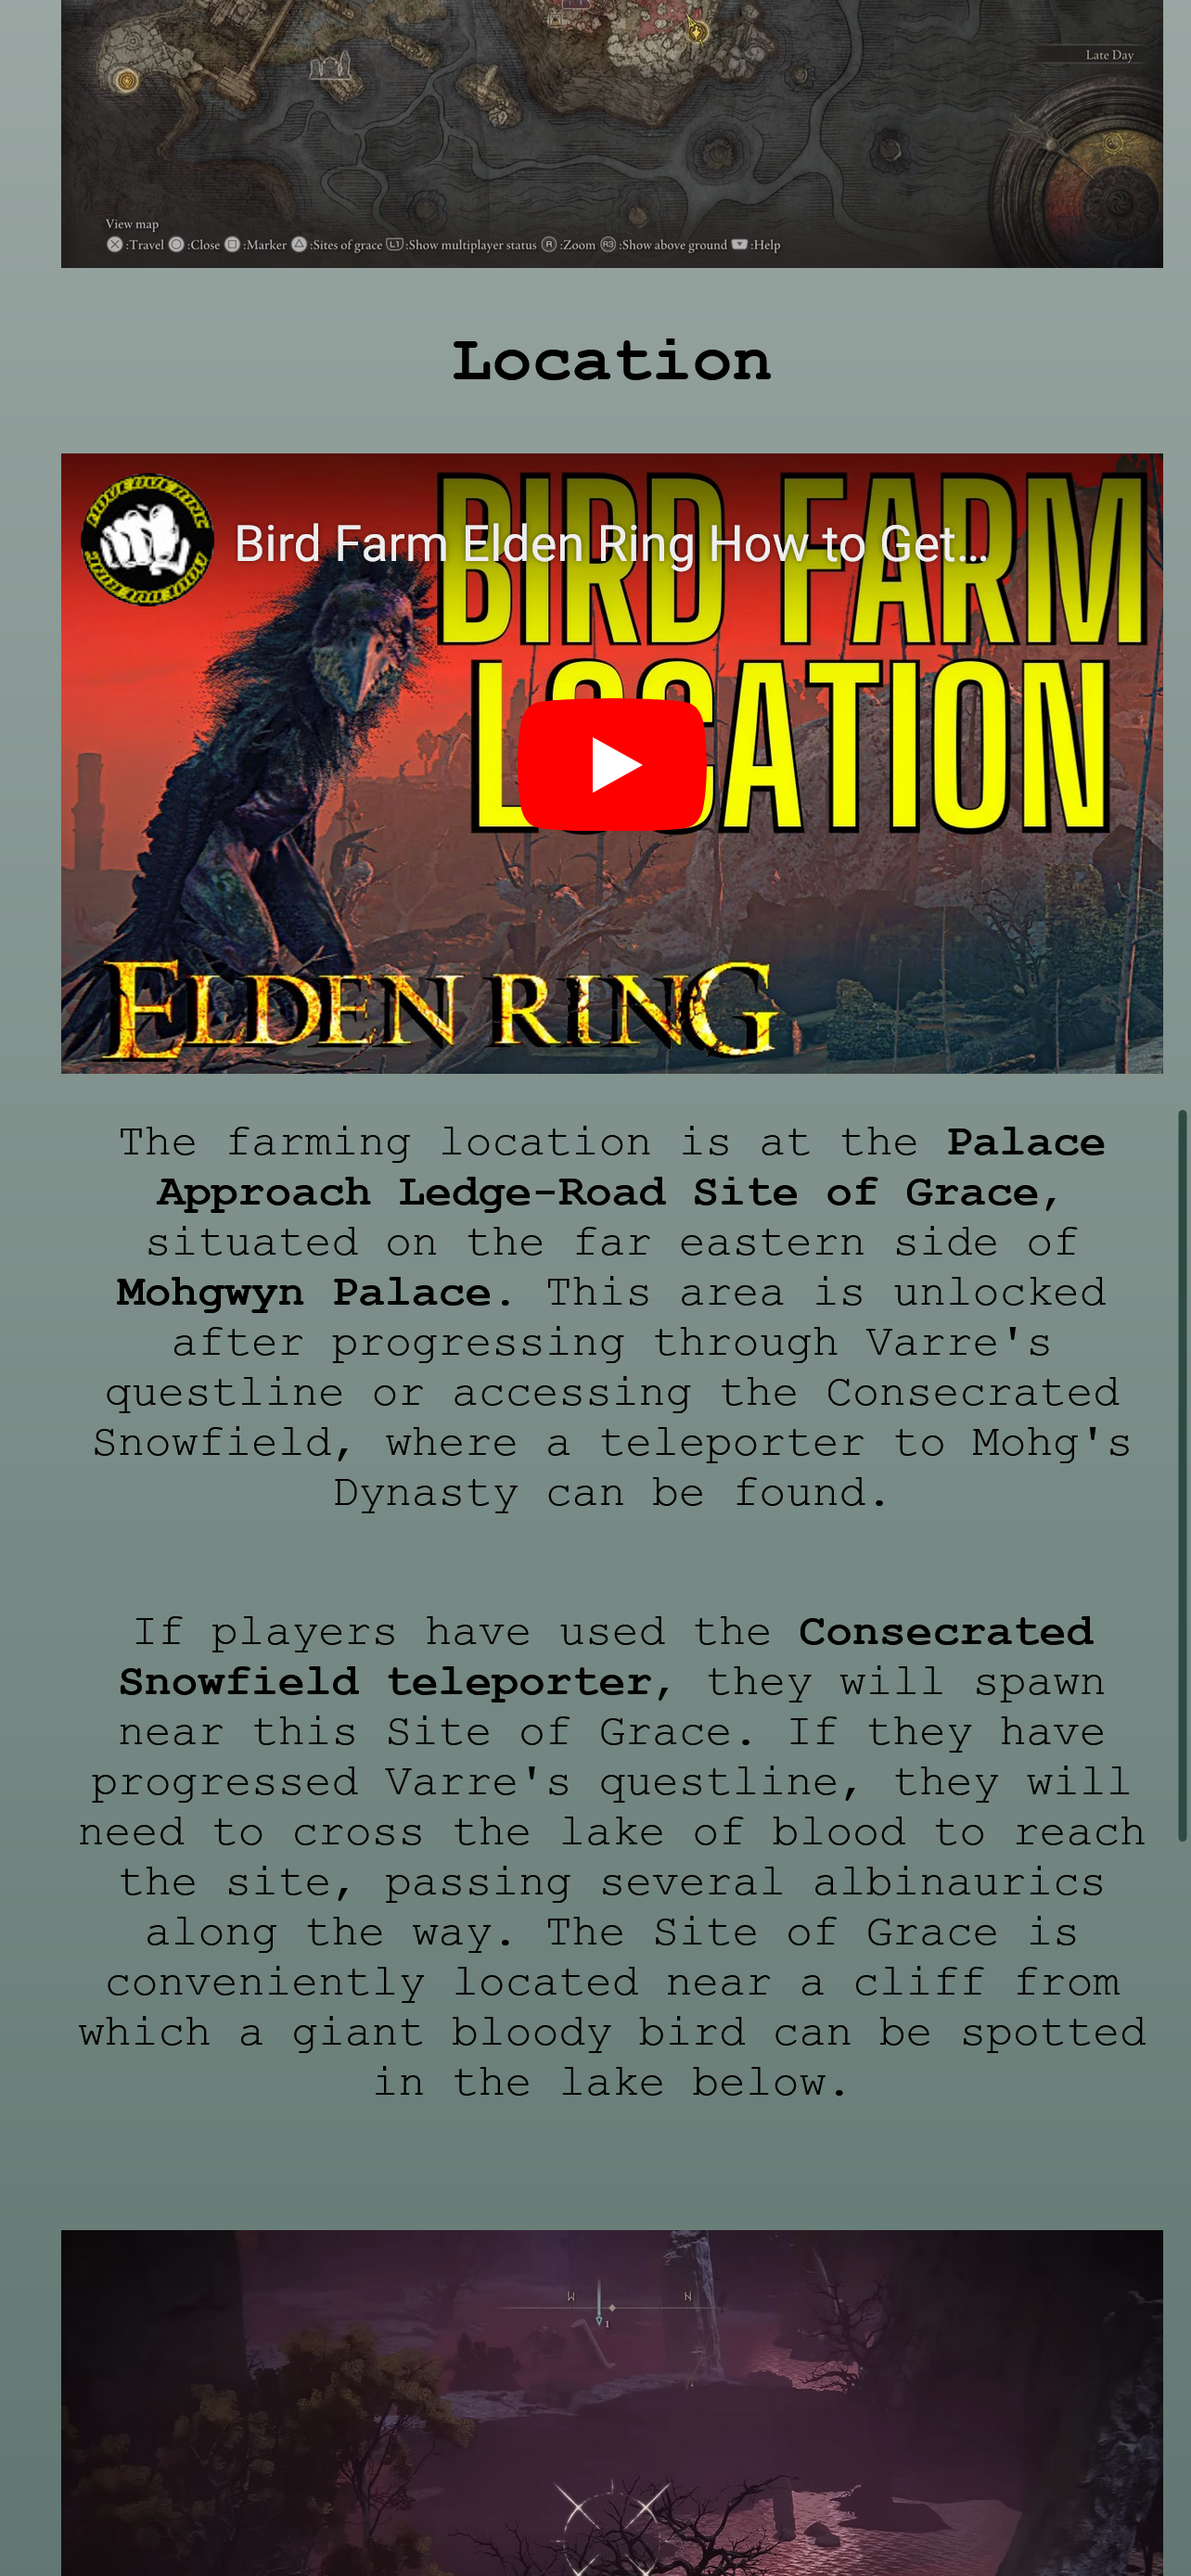 Late Day
View map
:Travel :Close :Marker :Sites of grace L1 :Show multiplayer status R :Zoom R3 :Show above ground :Help
Location
Bird Farm Elden Ring How to Get...
BIRD FARM
LOCATION
ELDEN RING
The farming location is at the Palace
Approach Ledge-Road Site of Grace,
situated on the far eastern side of
Mohgwyn Palace. This area is unlocked
after progressing through Varre's
questline or accessing the Consecrated
Snowfield, where a teleporter to Mohg's
Dynasty can be found.
If players have used the Consecrated
Snowfield teleporter, they will spawn
near this Site of Grace. If they have
progressed Varre's questline, they will
need to cross the lake of blood to reach
the site, passing several albinaurics
along the way. The Site of Grace is
conveniently located near a cliff from
which a giant bloody bird can be spotted
in the lake below.
W N
1